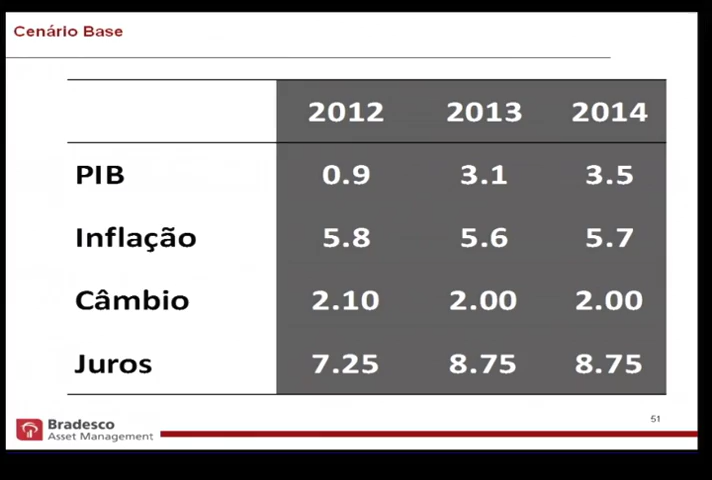 Cenário Base
2012 2013 2014
PIB 0.9 3.1 3.5
Inflação 5.8 5.6 5.7
Câmbio 2.10 2.00 2.00
Juros 7.25 8.75 8.75
51
Bradesco
Asset Management